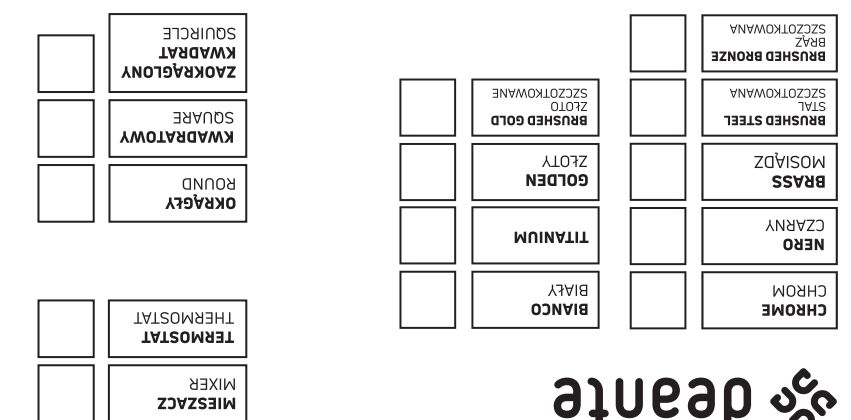 deante
CHROME
CHROM
NERO
CZARNY
BRASS
MOSIĄDZ
BRUSHED STEEL
STAL
SZCZOTKOWANA
BRUSHED BRONZE
BRĄZ
SZCZOTKOWANA
BIANCO
BIAŁY
TITANIUM
GOLDEN
ZŁOTY
BRUSHED GOLD
ZŁOTO
SZCZOTKOWANE
MIESZACZ
MIXER
TERMOSTAT
THERMOSTAT
OKRĄGŁY
ROUND
KWADRATOWY
SQUARE
ZAOKRĄGLONY
KWADRAT
SQUIRCLE